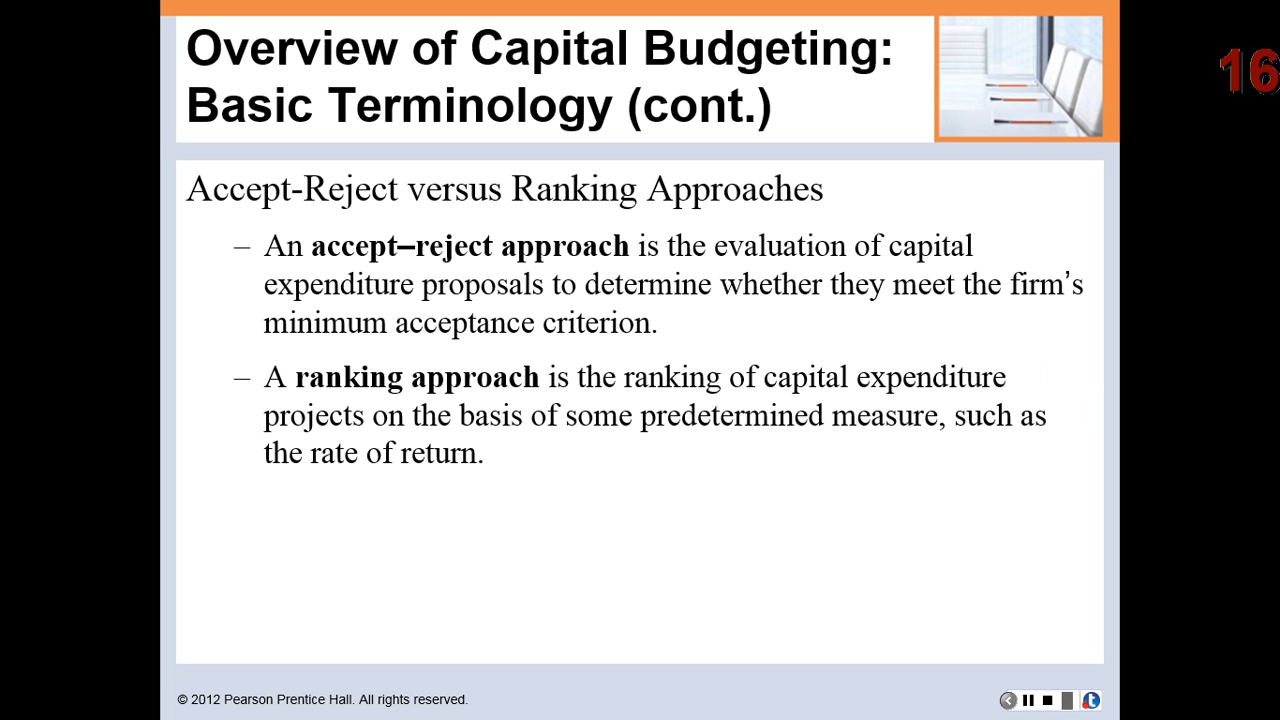 Overview of Capital Budgeting:
Basic Terminology (cont.)
16
Accept-Reject versus Ranking Approaches
– An accept–reject approach is the evaluation of capital
expenditure proposals to determine whether they meet the firm’s
minimum acceptance criterion.
– A ranking approach is the ranking of capital expenditure
projects on the basis of some predetermined measure, such as
the rate of return.
© 2012 Pearson Prentice Hall. All rights reserved.
t